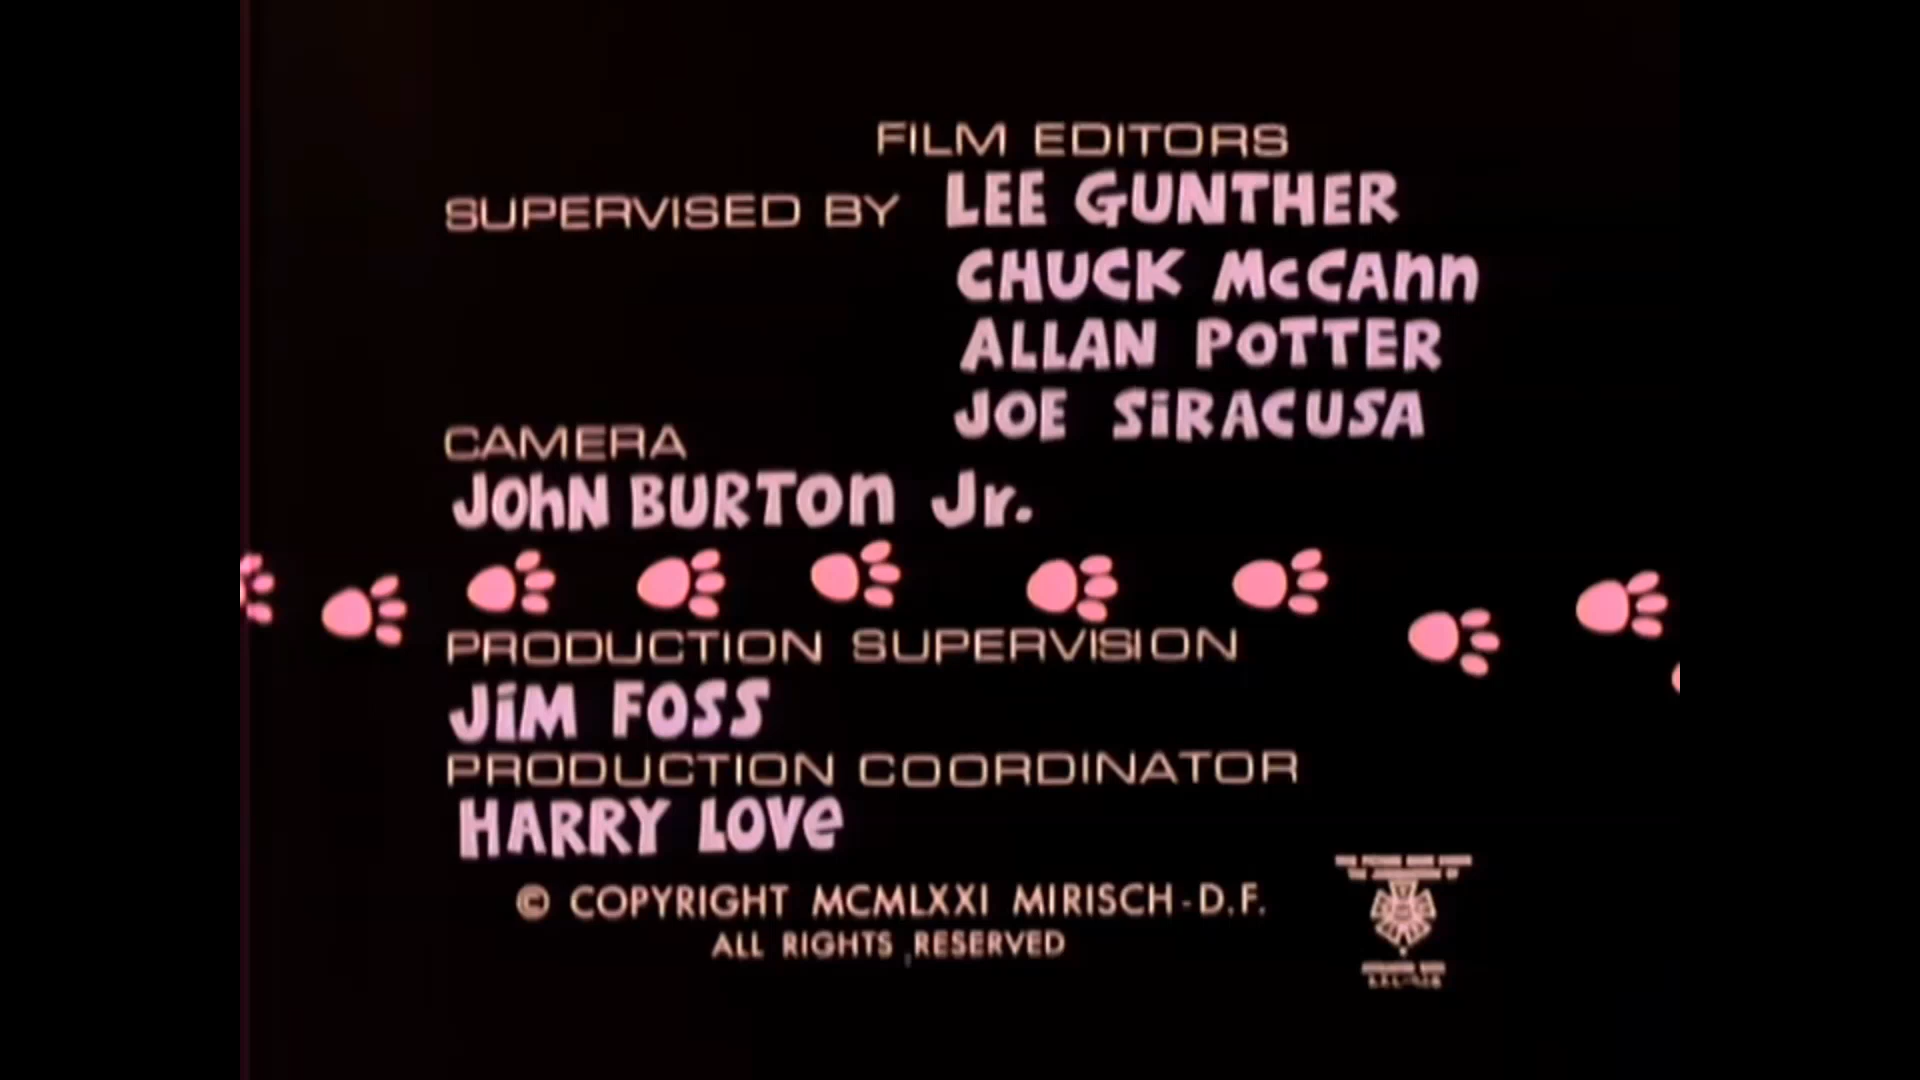 FILM EDITORS
SUPERVISED BY LEE GUNTHER
CHUCK McCANN
ALLAN POTTER
JOE SiRACUSA
CAMERA
JOhN BURTON Jr.
PRODUCTION SUPERVISION
JiM FOSS
PRODUCTION COORDINATOR
HARRY LOVe
© COPYRIGHT MCMLXXI MIRISCH-D.F.
ALL RIGHTS RESERVED